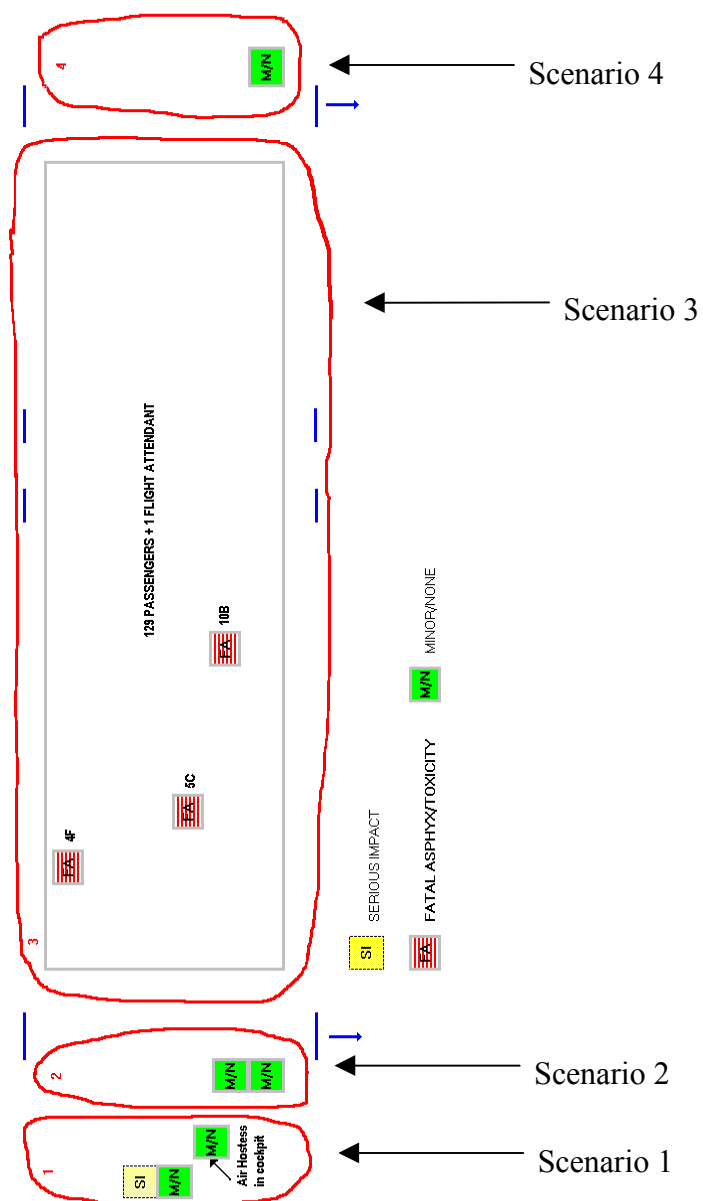 4
M/N
Scenario 4
Scenario 3
129 PASSENGERS + 1 FLIGHT ATTENDANT
FA
10B
FA
5C
FA
4F
3
SI
SERIOUS IMPACT
FA
FATAL ASPHYX/TOXICITY
M/N
MINOR/NONE
2
M/N
M/N
Scenario 2
1
SI
M/N
M/N
Air Hostess
in cockpit
Scenario 1